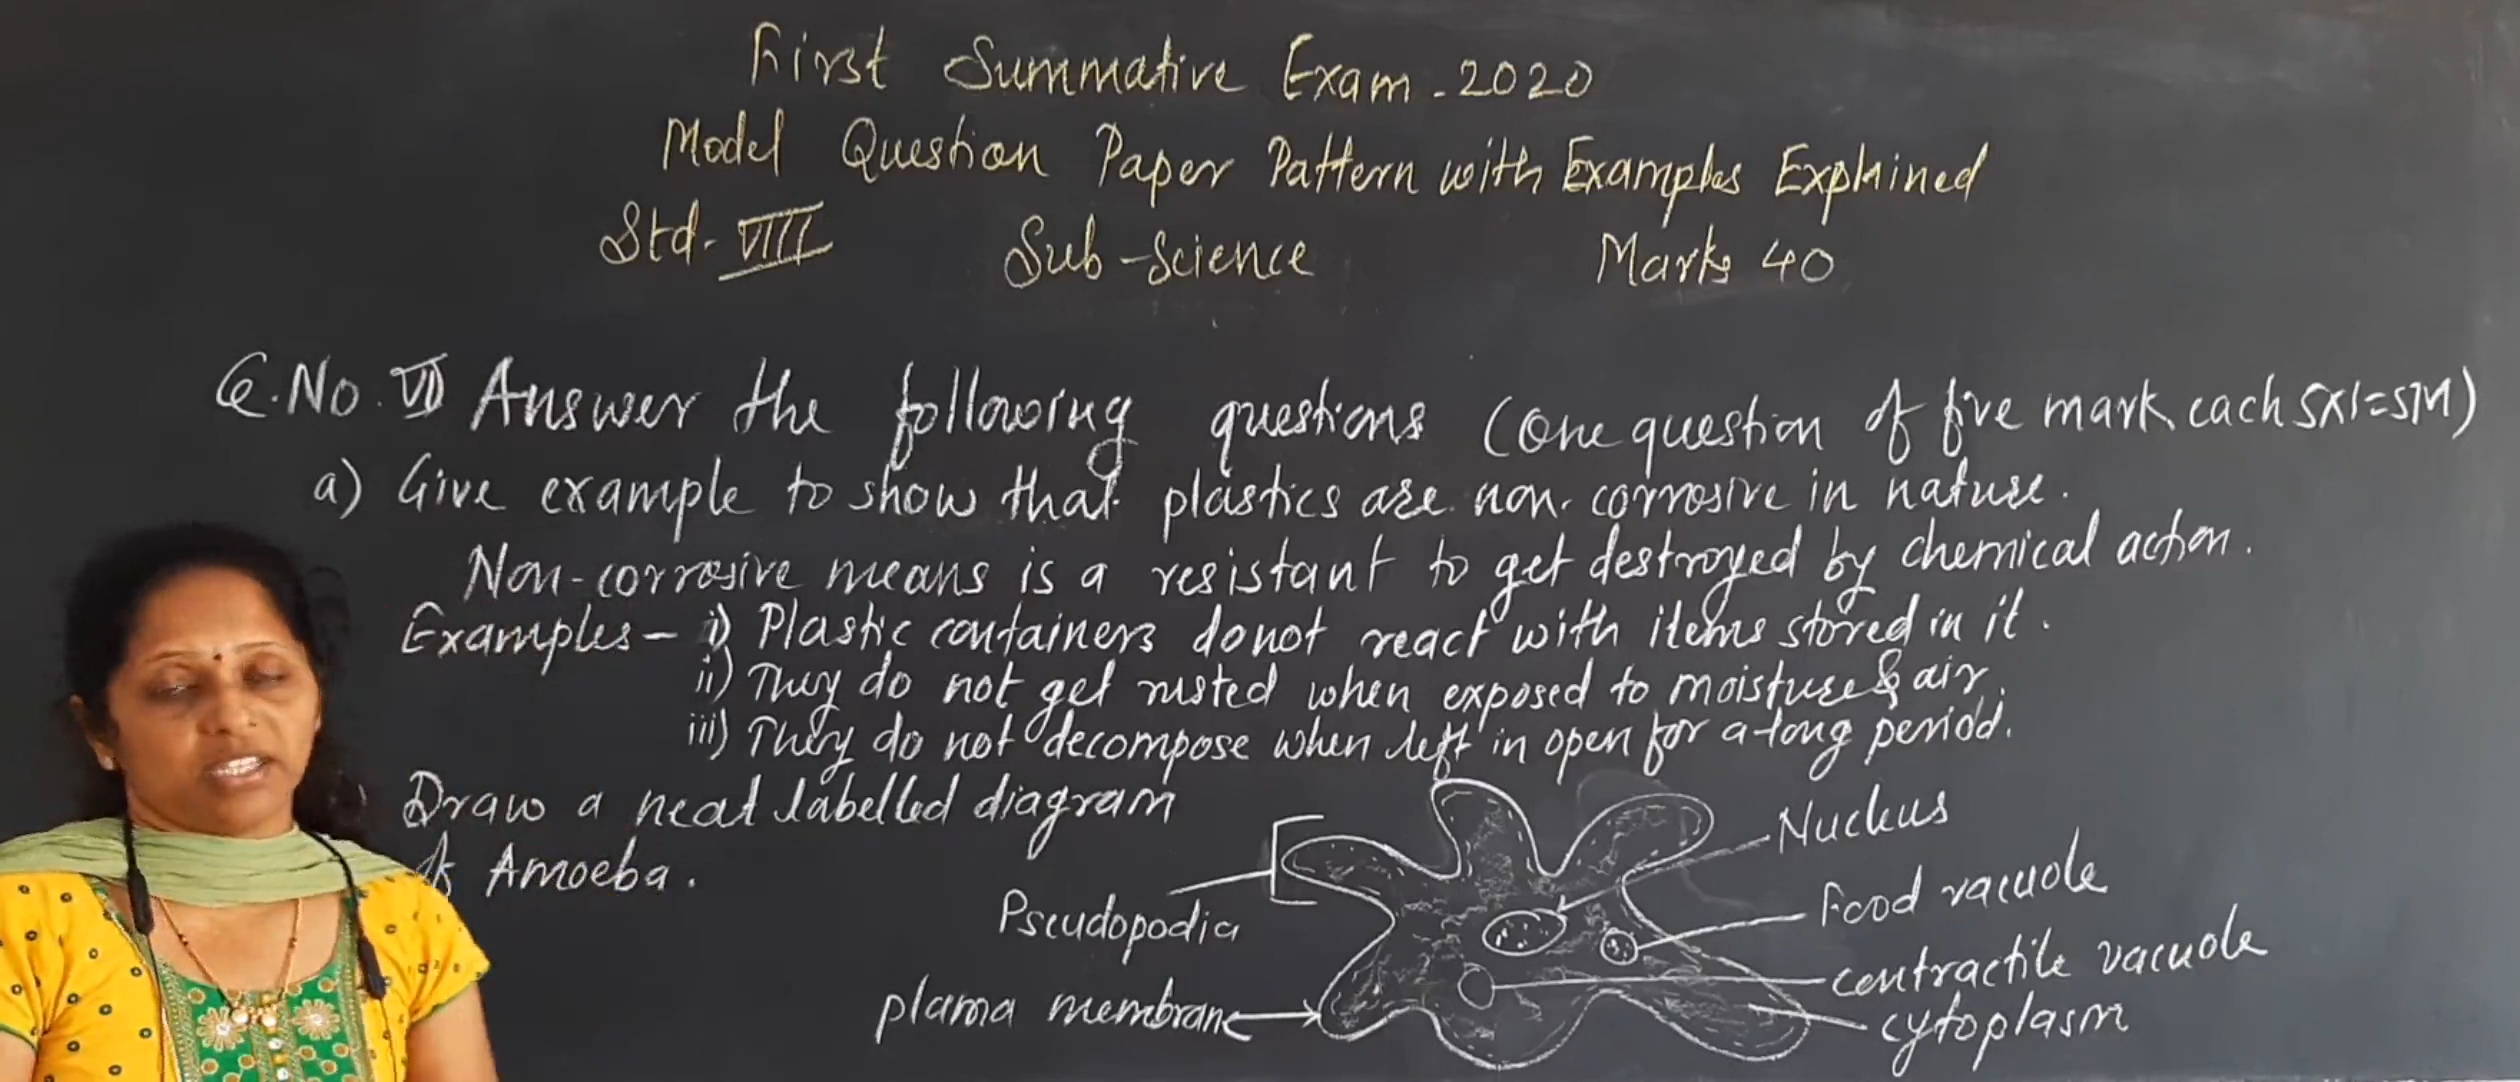 First Summative Exam - 2020
Model Question Paper Pattern with Examples Explained
Std. VIII Sub - Science Marks 40
Q.No. VI) Answer the following questions (one question of five mark each 5x1=5M)
a) Give example to show that plastics are non-corrosive in nature.
Non-corrosive means is a resistant to get destroyed by chemical action.
Examples - i) Plastic containers donot react with items stored in it.
ii) They do not get rusted when exposed to moisture & air.
iii) They do not decompose when left in open for a long period.
) Draw a neat labelled diagram
of Amoeba.
Nucleus
Food vacuole
Pseudopodia
contractile vacuole
plama membrane
cytoplasm